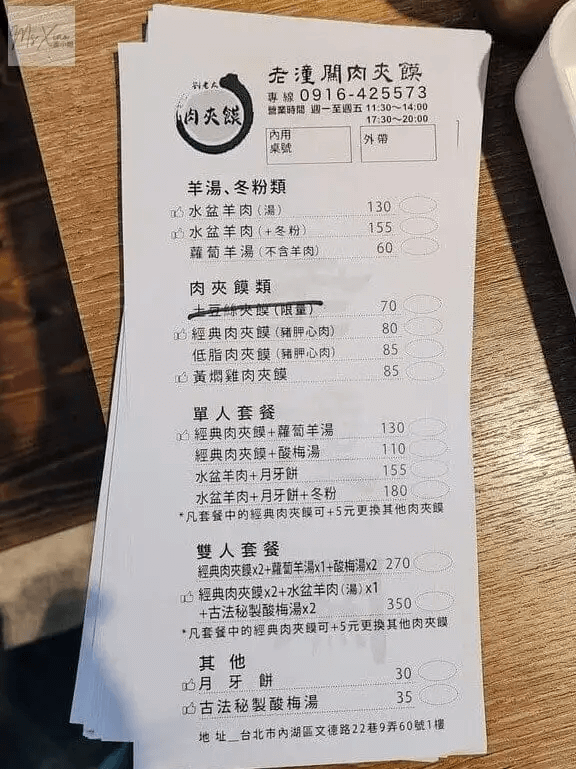 Ms. Xiao
劉老大
肉夾饃
老潼關肉夾饃
專線 0916-425573
營業時間 週一至週五 11:30～14:00
17:30～20:00
內用
桌號
外帶
羊湯、冬粉類
水盆羊肉(湯) 130
水盆羊肉(+冬粉) 155
蘿蔔羊湯(不含羊肉) 60
肉夾饃類
土豆絲夾饃(限量) 70
經典肉夾饃(豬胛心肉) 80
低脂肉夾饃(豬胛心肉) 85
黃燜雞肉夾饃 85
單人套餐
經典肉夾饃+蘿蔔羊湯 130
經典肉夾饃+酸梅湯 110
水盆羊肉+月牙餅 155
水盆羊肉+月牙餅+冬粉 180
*凡套餐中的經典肉夾饃可+5元更換其他肉夾饃
雙人套餐
經典肉夾饃x2+蘿蔔羊湯x1+酸梅湯x2 270
經典肉夾饃x2+水盆羊肉(湯)x1
+古法秘製酸梅湯x2 350
*凡套餐中的經典肉夾饃可+5元更換其他肉夾饃
其他
月牙餅 30
古法秘製酸梅湯 35
地址＿台北市內湖區文德路22巷9弄60號1樓